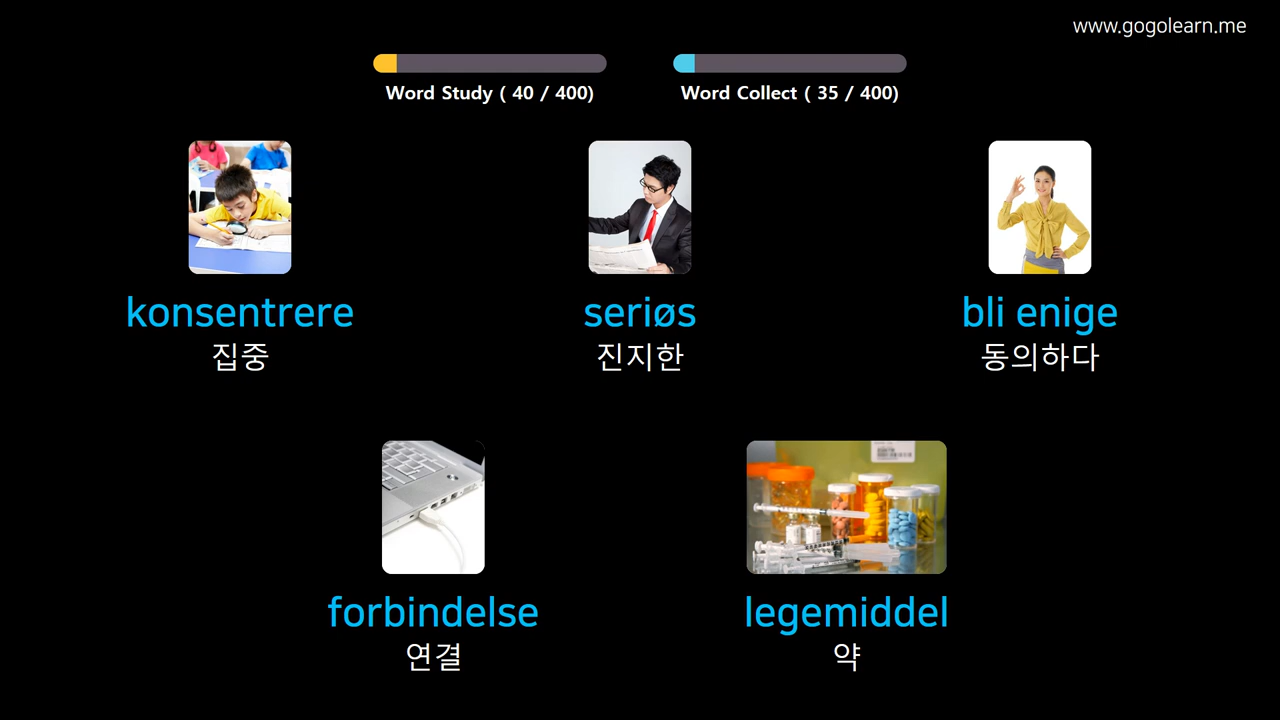 www.gogolearn.me
Word Study ( 40 / 400)
Word Collect ( 35 / 400)
konsentrere
집중
seriøs
진지한
bli enige
동의하다
forbindelse
연결
legemiddel
약